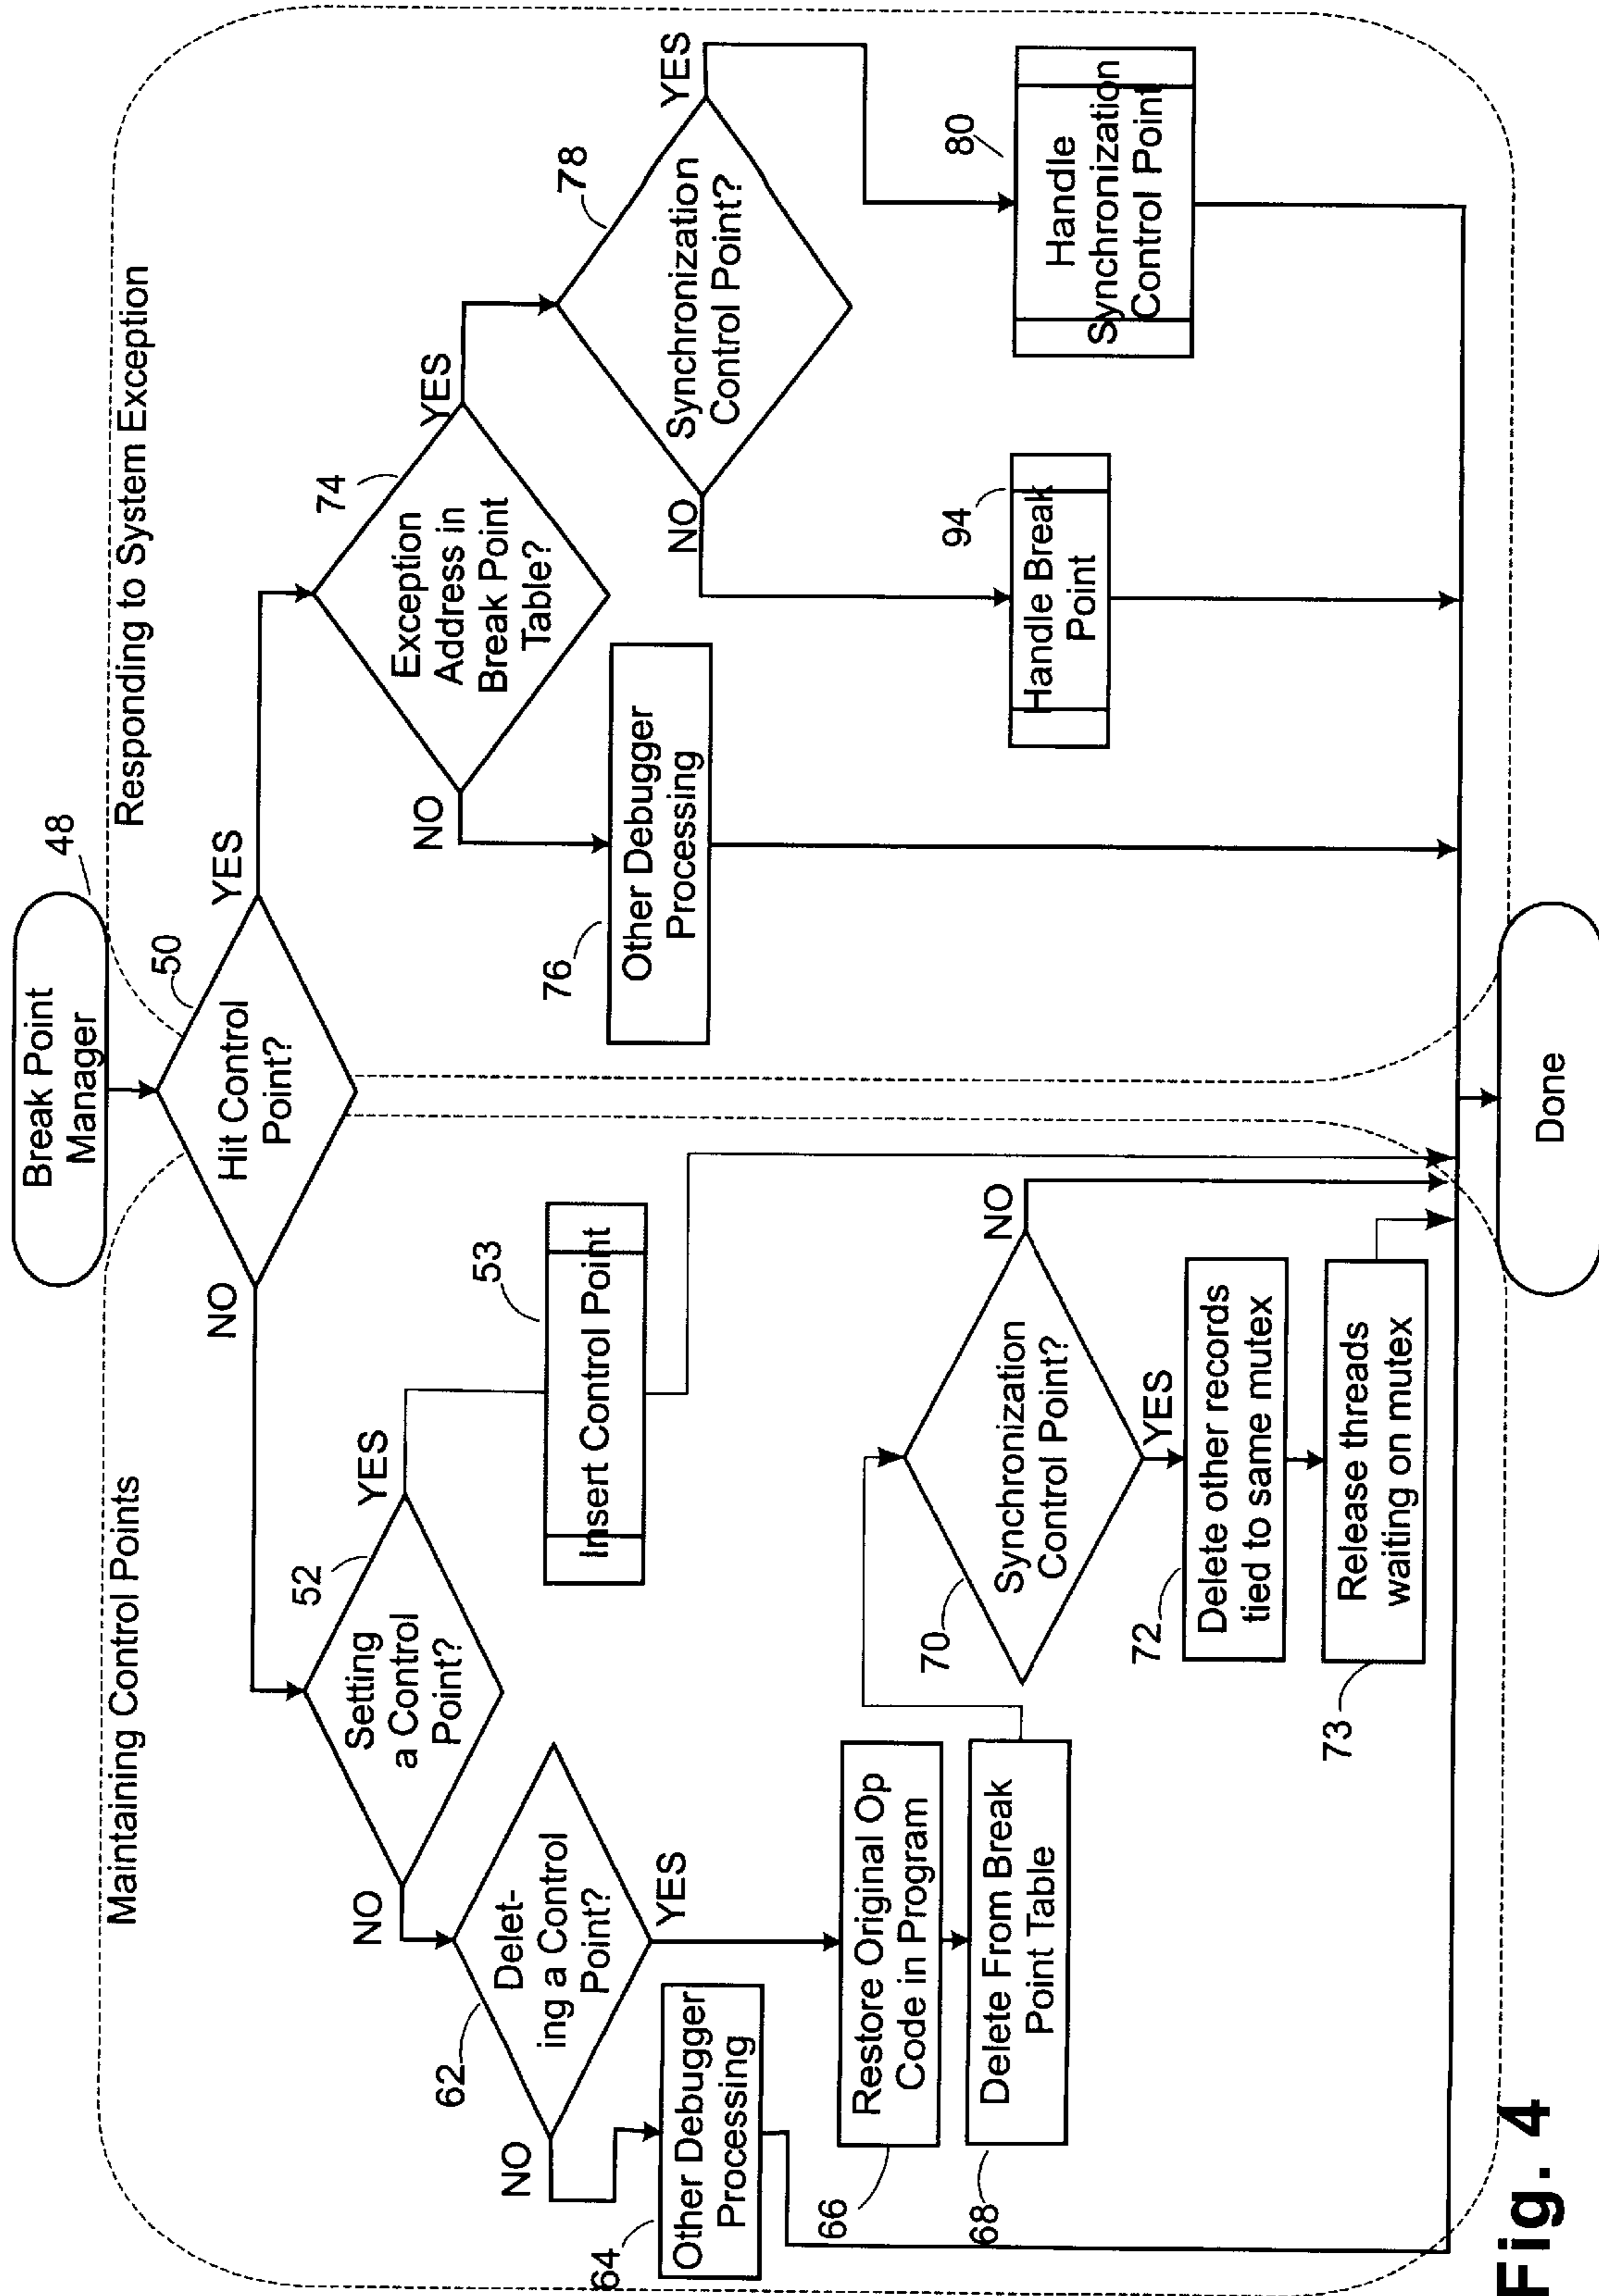 Break Point
Manager
48
Maintaining Control Points
Responding to System Exception
50
Hit Control
Point?
NO
YES
52
Setting
a Control
Point?
NO
YES
53
Insert Control Point
62
Delet-
ing a Control
Point?
NO
YES
64
Other Debugger
Processing
66
Restore Original Op
Code in Program
68
Delete From Break
Point Table
70
Synchronization
Control Point?
NO
YES
72
Delete other records
tied to same mutex
73
Release threads
waiting on mutex
74
Exception
Address in
Break Point
Table?
NO
YES
76
Other Debugger
Processing
78
Synchronization
Control Point?
NO
YES
94
Handle Break
Point
80
Handle
Synchronization
Control Point
Done
Fig. 4